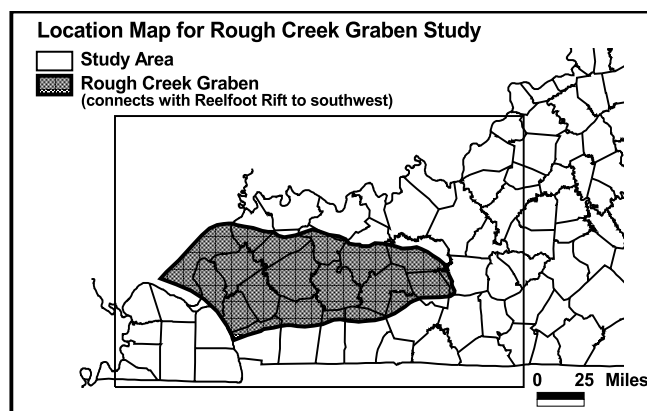 Location Map for Rough Creek Graben Study
Study Area
Rough Creek Graben
(connects with Reelfoot Rift to southwest)
0 25 Miles